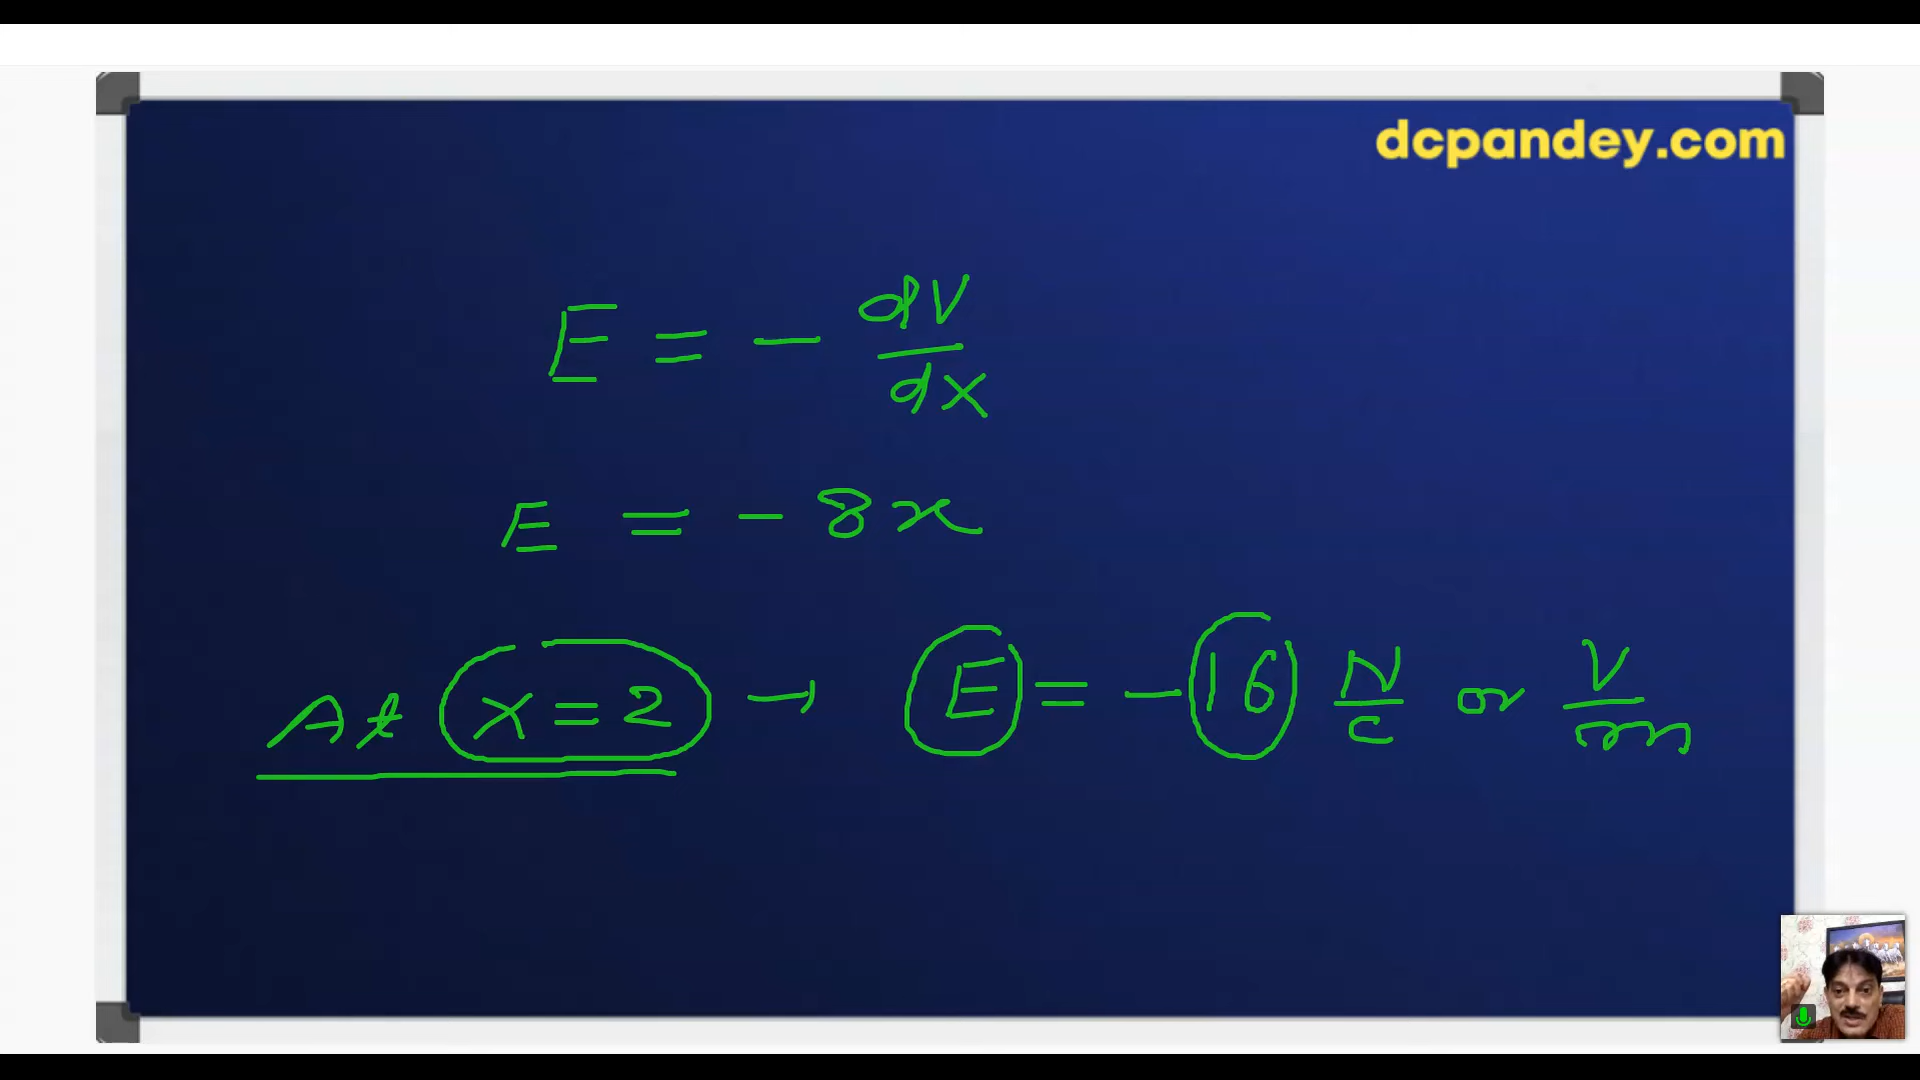 dcpandey.com
E = - dV/dx
E = - 8x
At x = 2 → E = - 16 N/C or V/m